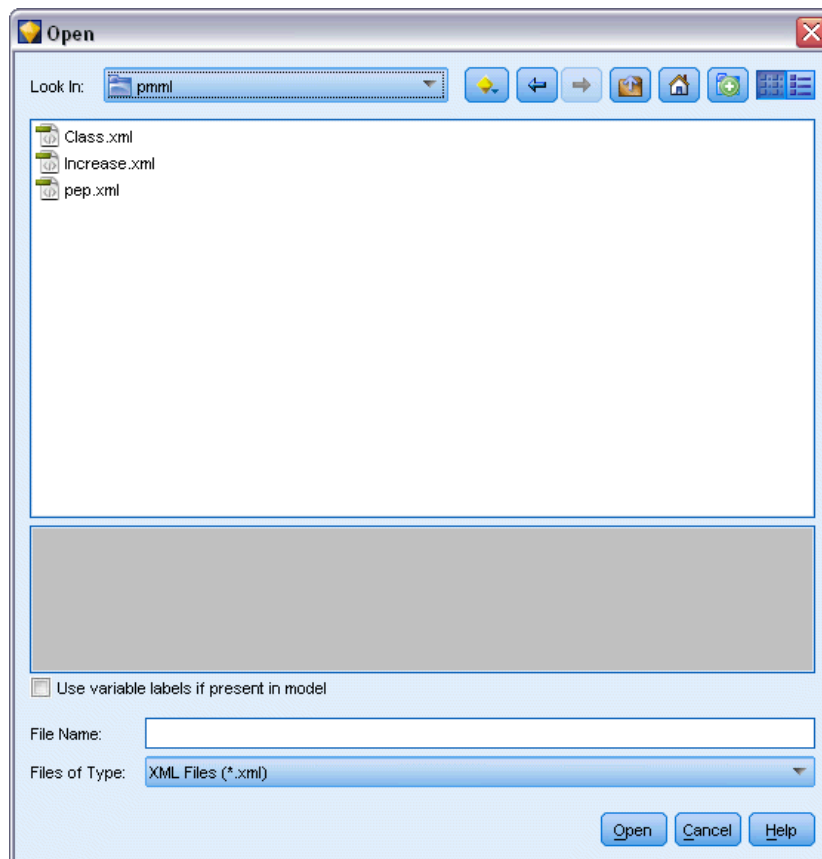 Open
Look In: pmml
Class.xml
Increase.xml
pep.xml
Use variable labels if present in model
File Name:
Files of Type: XML Files (*.xml)
Open Cancel Help